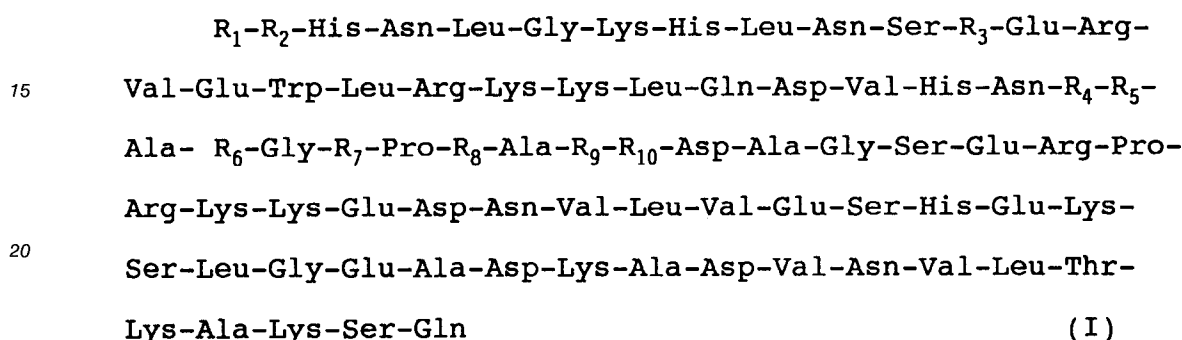 R₁-R₂-His-Asn-Leu-Gly-Lys-His-Leu-Asn-Ser-R₃-Glu-Arg-
15 Val-Glu-Trp-Leu-Arg-Lys-Lys-Leu-Gln-Asp-Val-His-Asn-R₄-R₅-
Ala- R₆-Gly-R₇-Pro-R₈-Ala-R₉-R₁₀-Asp-Ala-Gly-Ser-Glu-Arg-Pro-
Arg-Lys-Lys-Glu-Asp-Asn-Val-Leu-Val-Glu-Ser-His-Glu-Lys-
20 Ser-Leu-Gly-Glu-Ala-Asp-Lys-Ala-Asp-Val-Asn-Val-Leu-Thr-
Lys-Ala-Lys-Ser-Gln (I)